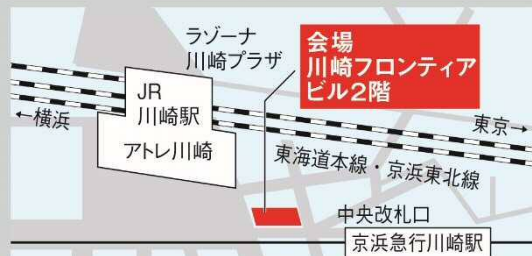 ラゾーナ
川崎プラザ
会場
川崎フロンティア
ビル2階
JR
川崎駅
アトレ川崎
←横浜
東京→
東海道本線・京浜東北線
中央改札口
京浜急行川崎駅